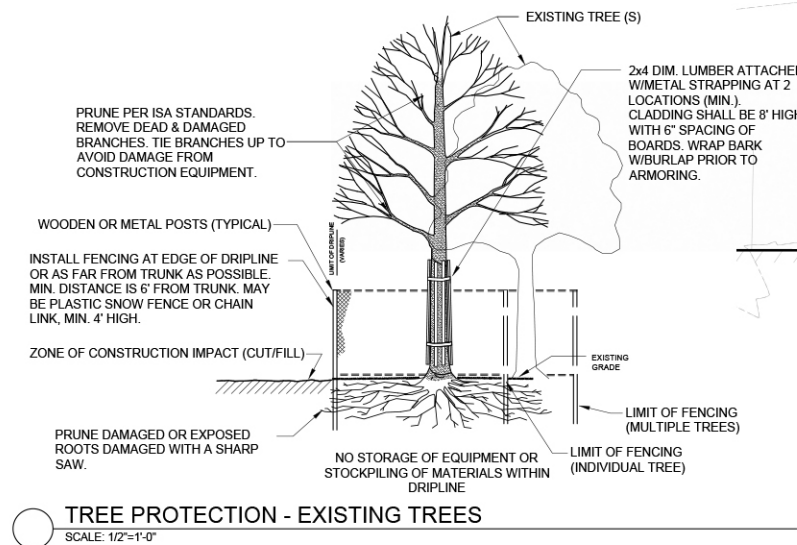 EXISTING TREE (S)
2x4 DIM. LUMBER ATTACHED
W/METAL STRAPPING AT 2
LOCATIONS (MIN.).
CLADDING SHALL BE 8' HIGH
WITH 6" SPACING OF
BOARDS. WRAP BARK
W/BURLAP PRIOR TO
ARMORING.
PRUNE PER ISA STANDARDS.
REMOVE DEAD & DAMAGED
BRANCHES. TIE BRANCHES UP TO
AVOID DAMAGE FROM
CONSTRUCTION EQUIPMENT.
WOODEN OR METAL POSTS (TYPICAL)
LIMIT OF DRIPLINE
(VARIES)
INSTALL FENCING AT EDGE OF DRIPLINE
OR AS FAR FROM TRUNK AS POSSIBLE.
MIN. DISTANCE IS 6' FROM TRUNK. MAY
BE PLASTIC SNOW FENCE OR CHAIN
LINK, MIN. 4' HIGH.
ZONE OF CONSTRUCTION IMPACT (CUT/FILL)
EXISTING
GRADE
PRUNE DAMAGED OR EXPOSED
ROOTS DAMAGED WITH A SHARP
SAW.
NO STORAGE OF EQUIPMENT OR
STOCKPILING OF MATERIALS WITHIN
DRIPLINE
LIMIT OF FENCING
(MULTIPLE TREES)
LIMIT OF FENCING
(INDIVIDUAL TREE)
TREE PROTECTION - EXISTING TREES
SCALE: 1/2"=1'-0"